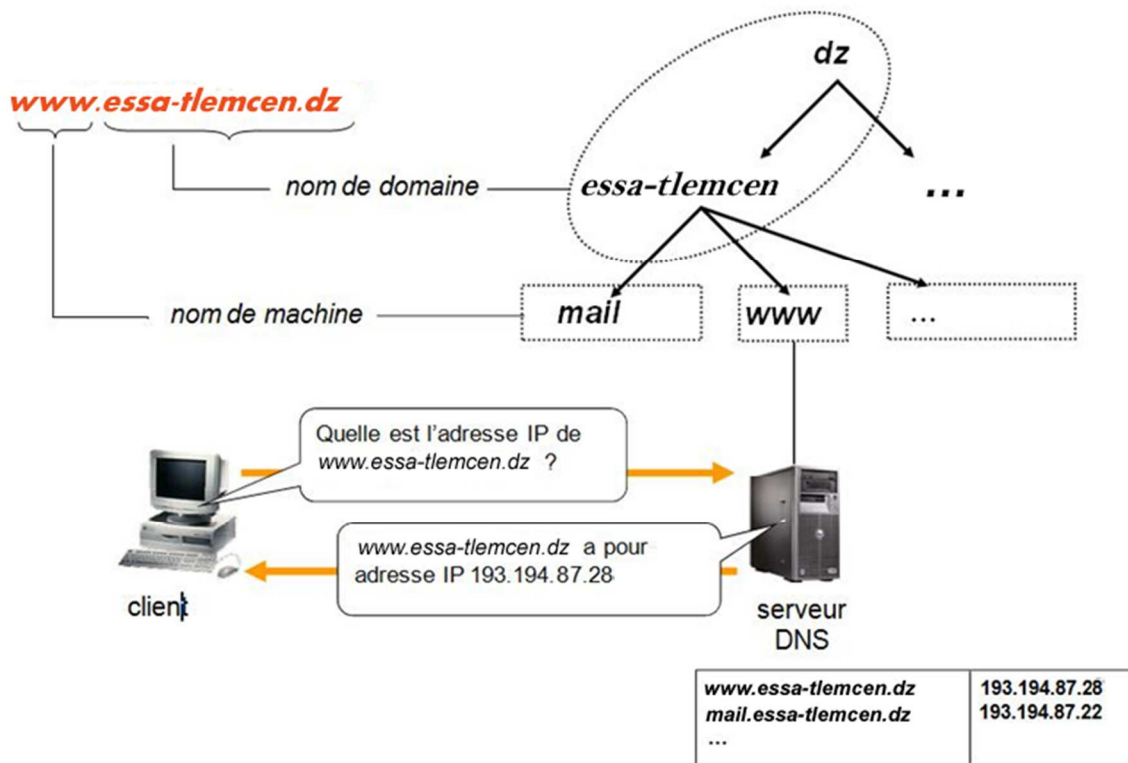 dz
www.essa-tlemcen.dz
nom de domaine
essa-tlemcen
...
nom de machine
mail
www
...
Quelle est l'adresse IP de
www.essa-tlemcen.dz ?
www.essa-tlemcen.dz a pour
adresse IP 193.194.87.28
client
serveur
DNS
www.essa-tlemcen.dz 193.194.87.28
mail.essa-tlemcen.dz 193.194.87.22
...